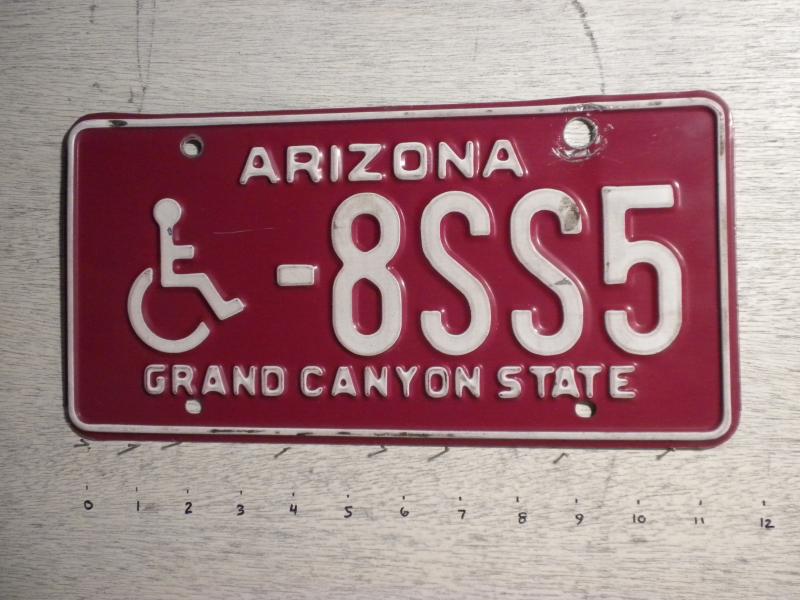 ARIZONA
-8SS5
GRAND CANYON STATE
0 1 2 3 4 5 6 7 8 9 10 11 12